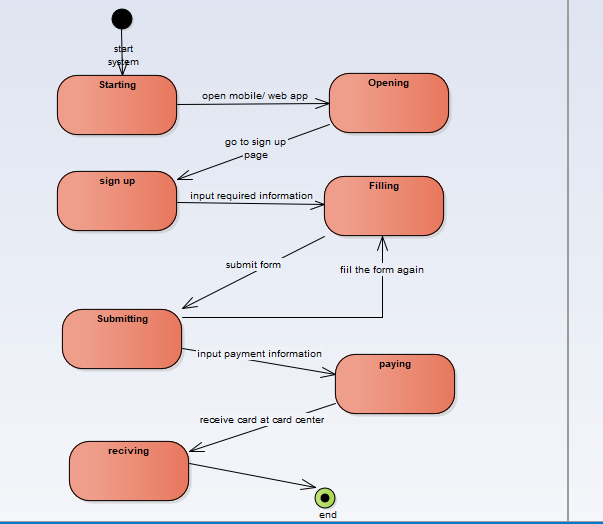 start
system
Starting
open mobile/ web app
Opening
go to sign up
page
sign up
input required information
Filling
submit form
fiil the form again
Submitting
input payment information
paying
receive card at card center
reciving
end